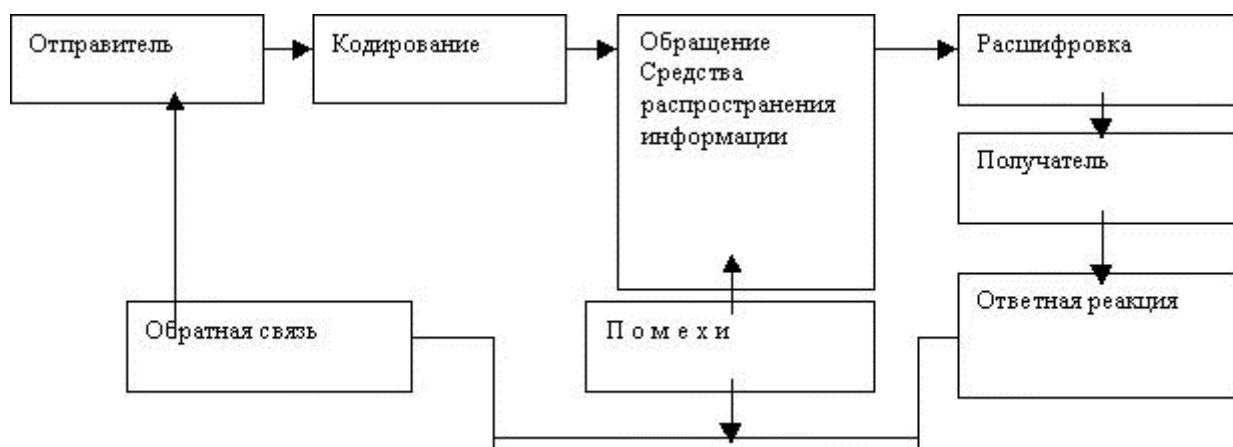 Отправитель
Кодирование
Обращение
Средства
распространения
информации
Расшифровка
Получатель
Ответная реакция
П о м е х и
Обратная связь